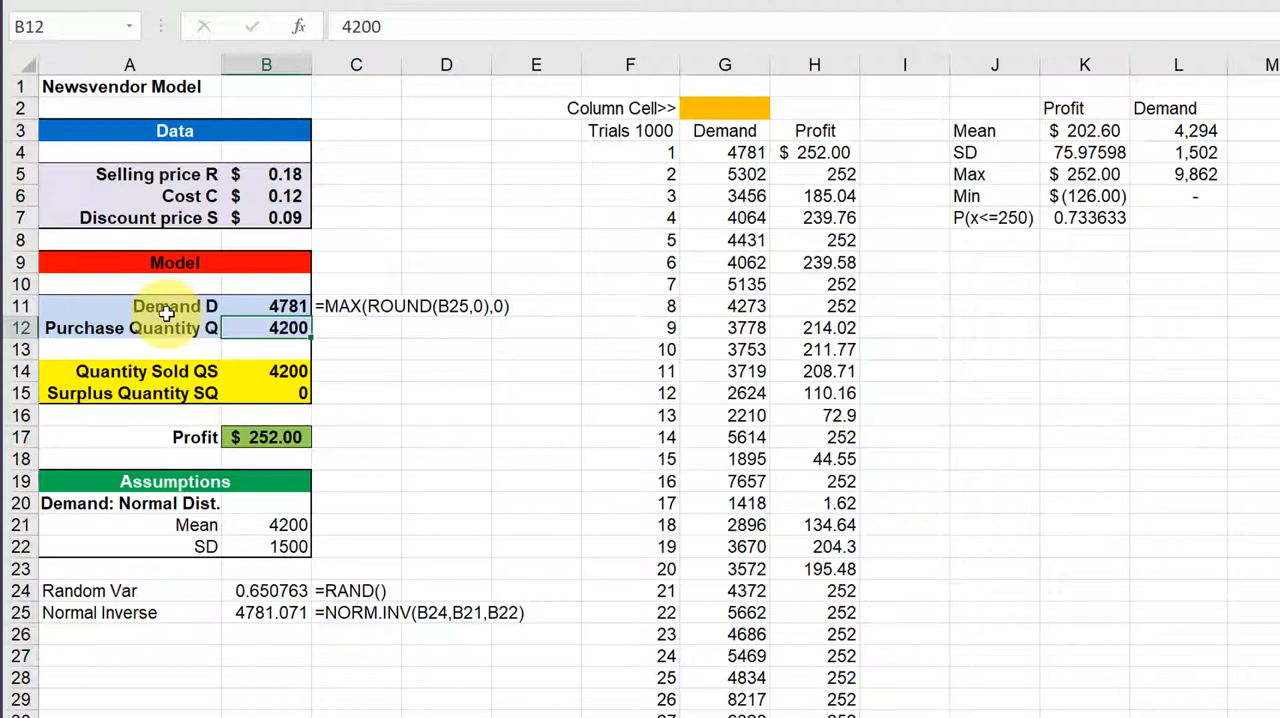 B12 fx 4200
A B C D E F G H I J K L M
1 Newsvendor Model
2 Column Cell>> Profit Demand
3 Data Trials 1000 Demand Profit Mean $ 202.60 4,294
4 1 4781 $ 252.00 SD 75.97598 1,502
5 Selling price R $ 0.18 2 5302 252 Max $ 252.00 9,862
6 Cost C $ 0.12 3 3456 185.04 Min $(126.00) -
7 Discount price S $ 0.09 4 4064 239.76 P(x<=250) 0.733633
8 5 4431 252
9 Model 6 4062 239.58
10 7 5135 252
11 Demand D 4781 =MAX(ROUND(B25,0),0) 8 4273 252
12 Purchase Quantity Q 4200 9 3778 214.02
13 10 3753 211.77
14 Quantity Sold QS 4200 11 3719 208.71
15 Surplus Quantity SQ 0 12 2624 110.16
16 13 2210 72.9
17 Profit $ 252.00 14 5614 252
18 15 1895 44.55
19 Assumptions 16 7657 252
20 Demand: Normal Dist. 17 1418 1.62
21 Mean 4200 18 2896 134.64
22 SD 1500 19 3670 204.3
23 20 3572 195.48
24 Random Var 0.650763 =RAND() 21 4372 252
25 Normal Inverse 4781.071 =NORM.INV(B24,B21,B22) 22 5662 252
26 23 4686 252
27 24 5469 252
28 25 4834 252
29 26 8217 252